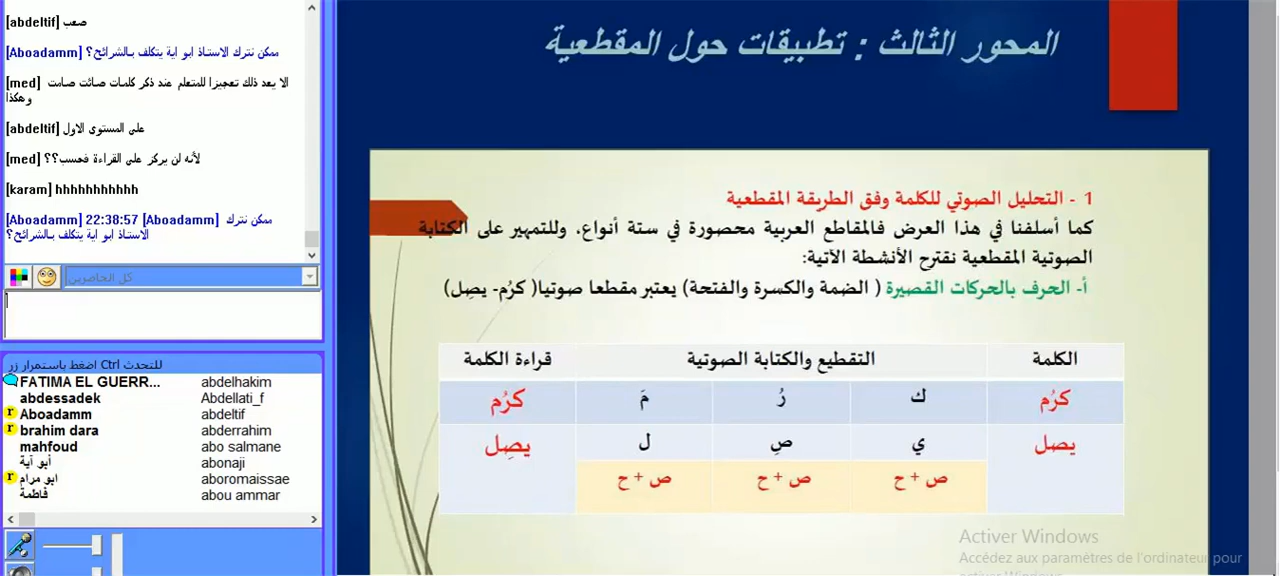 [abdeltif] صعب
[Aboadamm] ممكن نترك الاستاذ ابو اية يتكلف بالشرائح؟
[med] الا يعد ذلك تعجيزا للمتعلم عند ذكر كلمات صائت صامت
وهكذا
[abdeltif] على المستوى الاول
[med] لأنه لن يركز على القراءة فحسب؟؟
[karam] hhhhhhhhhhhh
[Aboadamm] 22:38:57 [Aboadamm] ممكن نترك
الاستاذ ابو اية يتكلف بالشرائح؟
كل الحاضرين
للتحدث Ctrl اضغط باستمرار زر
FATIMA EL GUERR... abdelhakim
abdessadek Abdellati_f
Aboadamm abdeltif
brahim dara abderrahim
mahfoud abo salmane
أبو آية abonaji
ابو مرام aboromaissae
فاطمة abou ammar
المحور الثالث : تطبيقات حول المقطعية
1 - التحليل الصوتي للكلمة وفق الطريقة المقطعية
كما أسلفنا في هذا العرض فالمقاطع العربية محصورة في ستة أنواع، وللتمهير على الكتابة
الصوتية المقطعية نقترح الأنشطة الآتية:
أ- الحرف بالحركات القصيرة ( الضمة والكسرة والفتحة) يعتبر مقطعا صوتيا( كرُم- يصِل)
الكلمة التقطيع والكتابة الصوتية قراءة الكلمة
كرُم ك رُ مَ كرُم
يصل ي صِ ل يصِل
ص + ح ص + ح ص + ح
Activer Windows
Accédez aux paramètres de l'ordinateur pour
activer Windows